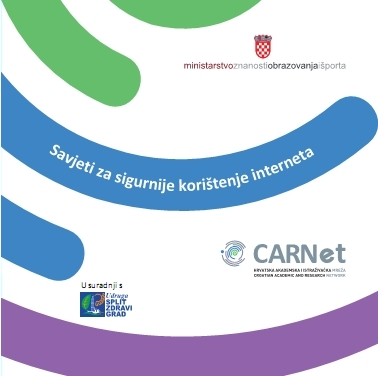 ministarstvoznanostiobrazovanjaišporta
Savjeti za sigurnije korištenje interneta
CARNet
HRVATSKA AKADEMSKA I ISTRAŽIVAČKA MREŽA
CROATIAN ACADEMIC AND RESEARCH NETWORK
U suradnji s
Udruga
SPLIT
ZDRAVI
GRAD